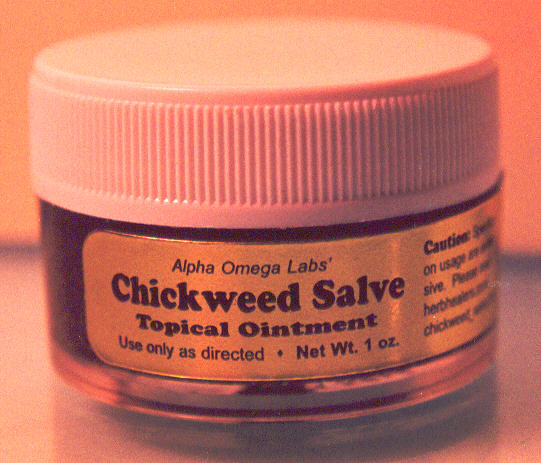 Alpha Omega Labs'
Chickweed Salve
Topical Ointment
Use only as directed • Net Wt. 1 oz.
Caution:
on usage are
sive. Please
chickweed